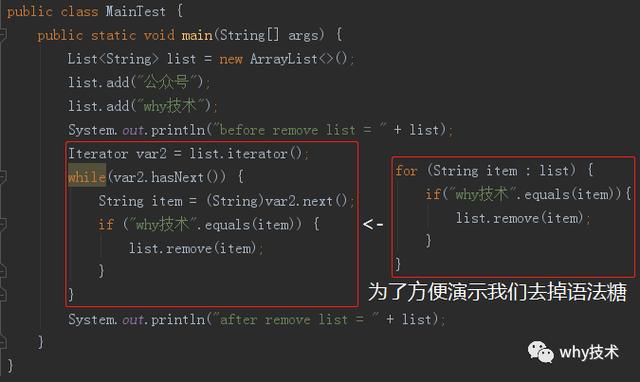 public class MainTest {
public static void main(String[] args) {
List<String> list = new ArrayList<>();
list.add("公众号");
list.add("why技术");
System.out.println("before remove list = " + list);
Iterator var2 = list.iterator();
while(var2.hasNext()) {
String item = (String)var2.next();
if ("why技术".equals(item)) {
list.remove(item);
}
}
<-
for (String item : list) {
if("why技术".equals(item)){
list.remove(item);
}
}
为了方便演示我们去掉语法糖
System.out.println("after remove list = " + list);
}
}
why技术